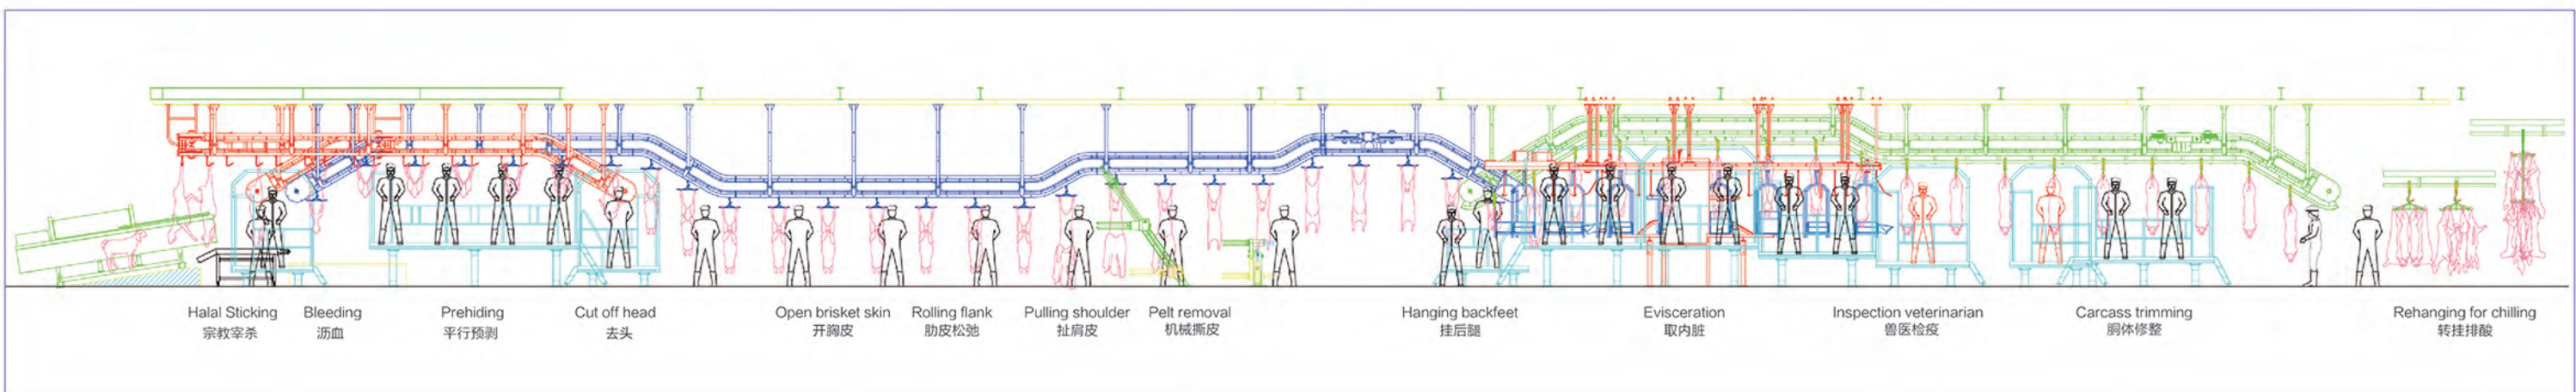 Halal Sticking
宗教宰杀
Bleeding
沥血
Prehiding
平行预剥
Cut off head
去头
Open brisket skin
开胸皮
Rolling flank
肋皮松弛
Pulling shoulder
扯肩皮
Pelt removal
机械撕皮
Hanging backfeet
挂后腿
Evisceration
取内脏
Inspection veterinarian
兽医检疫
Carcass trimming
胴体修整
Rehanging for chilling
转挂排酸